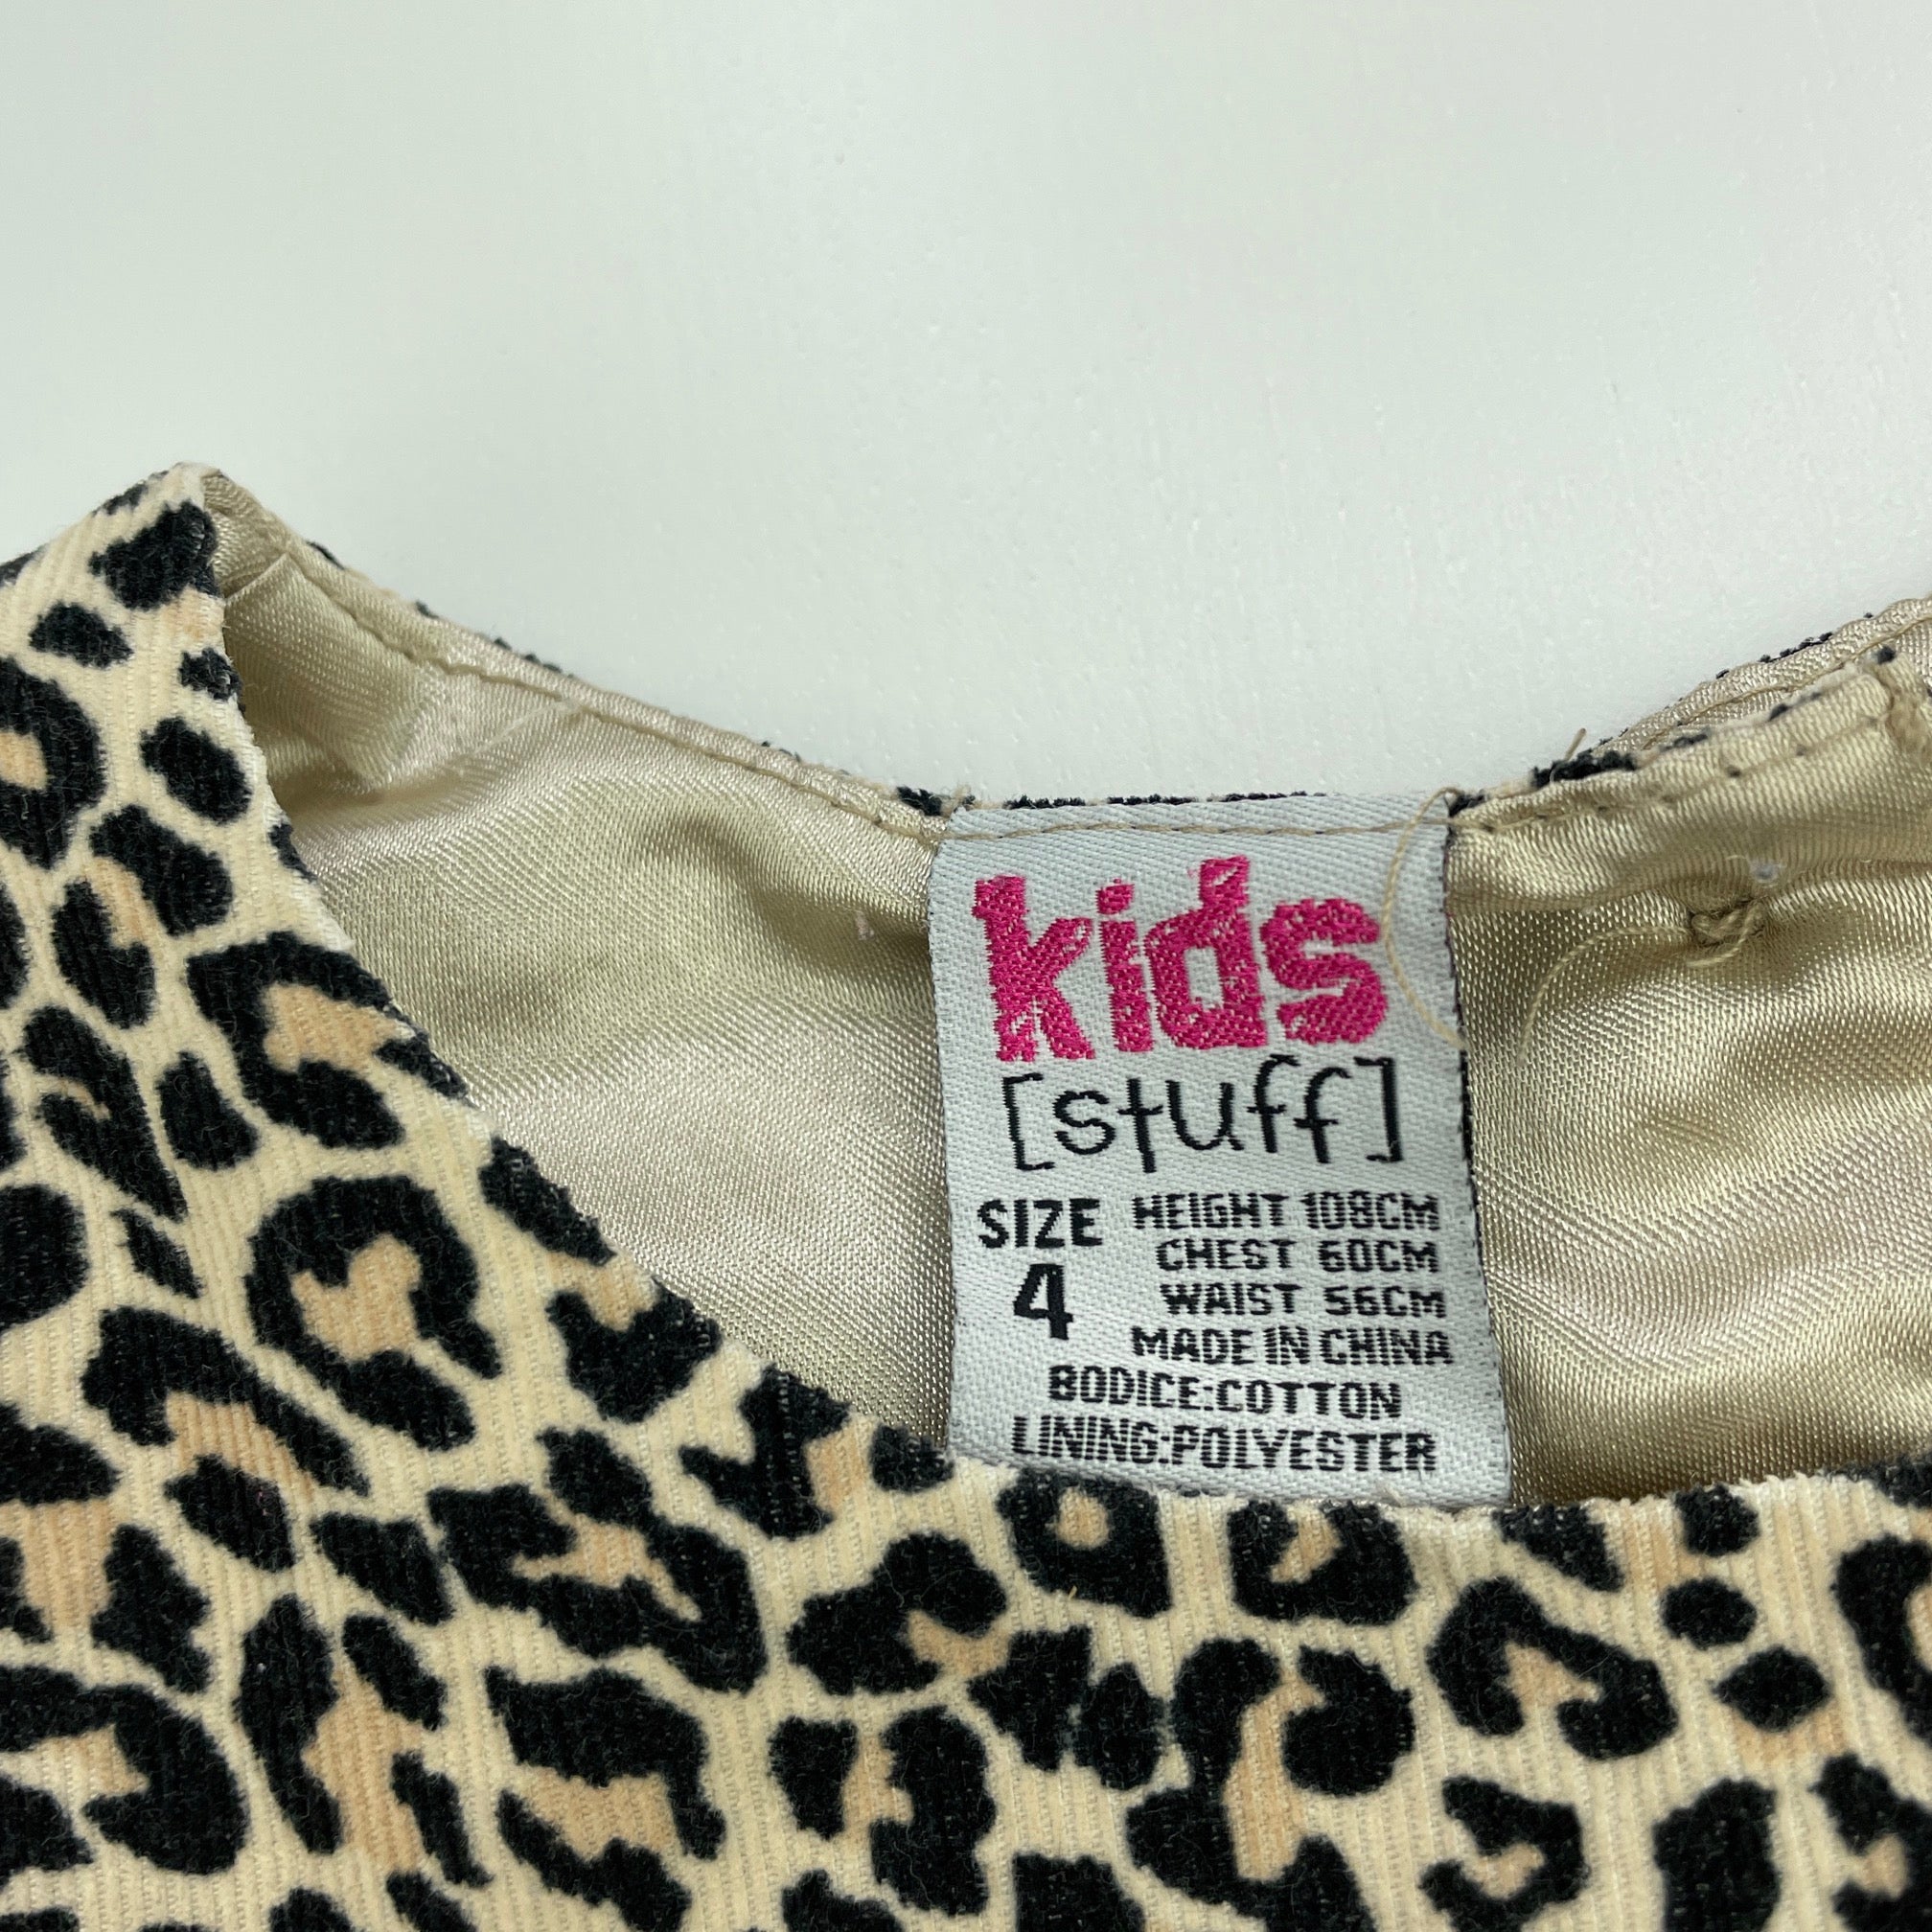 kids
[stuff]
SIZE
4
HEIGHT 108CM
CHEST 60CM
WAIST 56CM
MADE IN CHINA
BODICE:COTTON
LINING:POLYESTER